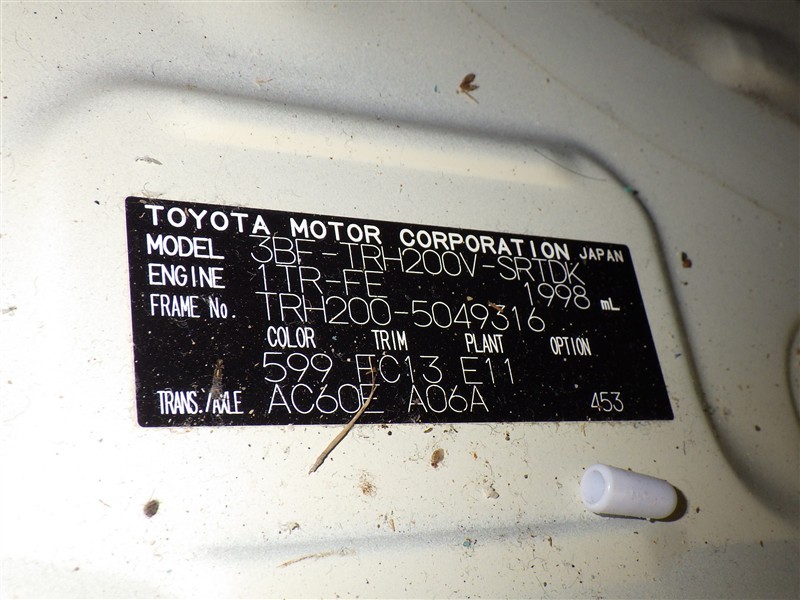 TOYOTA MOTOR CORPORATION JAPAN
MODEL 3BF-TRH200V-SRTDK
ENGINE 1TR-FE 1998 mL
FRAME No. TRH200-5049316
COLOR TRIM PLANT OPTION
599 FC13 E11
TRANS./AXLE AC60E A06A 453